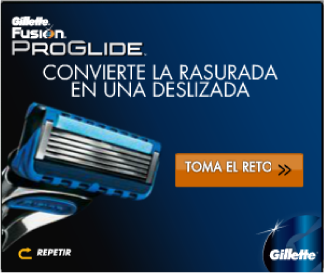 Gillette
Fusion
PROGLIDE
CONVIERTE LA RASURADA
EN UNA DESLIZADA
TOMA EL RETO >>
REPETIR
Gillette